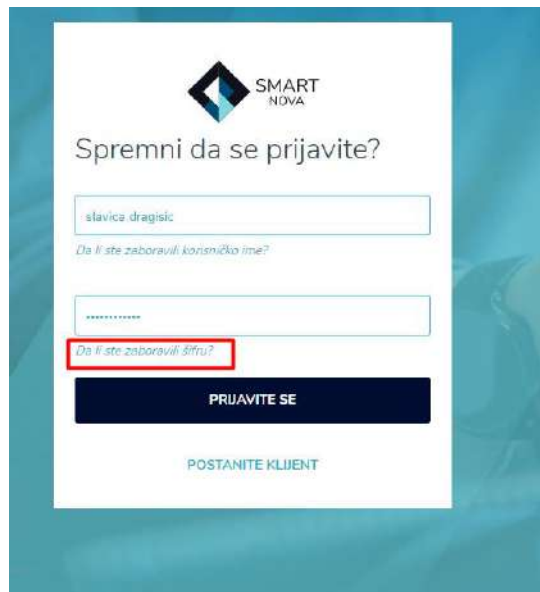 SMART
NOVA
Spremni da se prijavite?
slavica dragisic
Da li ste zaboravili korisničko ime?
Da li ste zaboravili šifru?
PRIJAVITE SE
POSTANITE KLIJENT